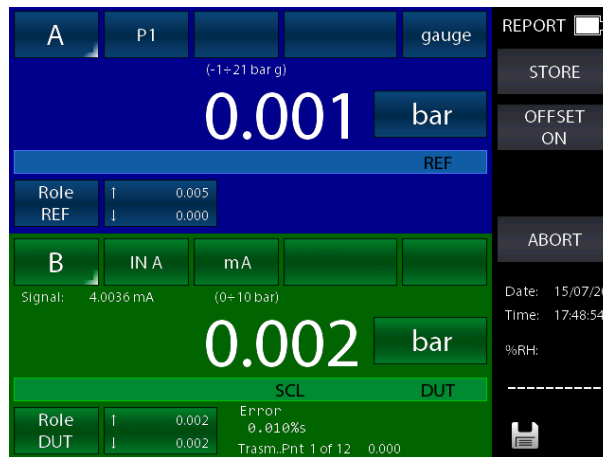 A P1 gauge
(-1÷21 bar g)
0.001 bar
REF
Role REF
↑ 0.005
↓ 0.000
B IN A mA
Signal: 4.0036 mA (0÷10 bar)
0.002 bar
SCL DUT
Role DUT
↑ 0.002
↓ 0.002
Error
0.010%s
Trasm..Pnt 1 of 12 0.000
REPORT
STORE
OFFSET
ON
ABORT
Date: 15/07/20
Time: 17:48:54
%RH:
----------